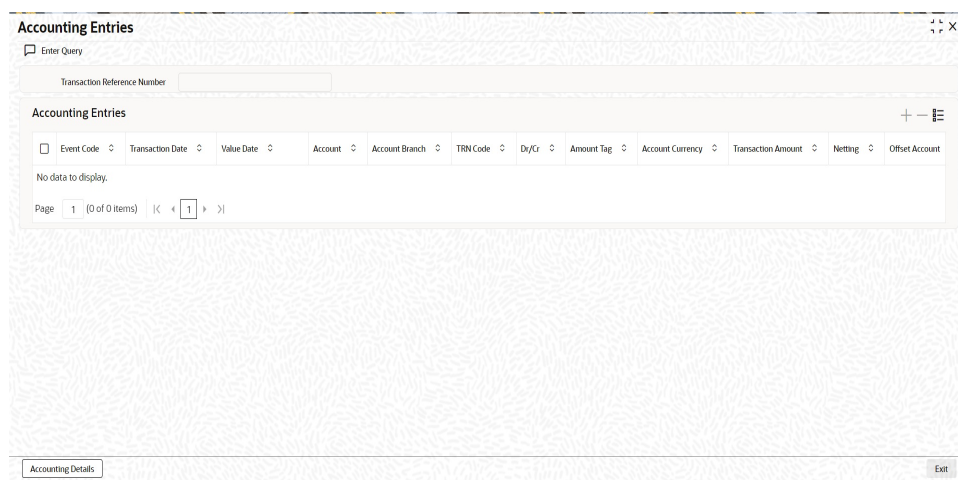 Accounting Entries
Enter Query
Transaction Reference Number
Accounting Entries
Event Code Transaction Date Value Date Account Account Branch TRN Code Dr/Cr Amount Tag Account Currency Transaction Amount Netting Offset Account
No data to display.
Page 1 (0 of 0 items) 1
Accounting Details Exit